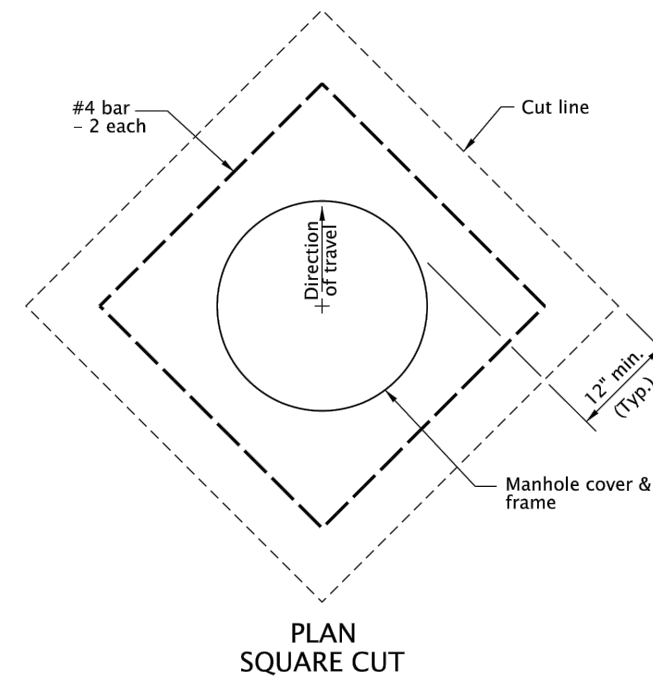 #4 bar
– 2 each
Cut line
Direction
of travel
12" min.
(Typ.)
Manhole cover &
frame
PLAN
SQUARE CUT